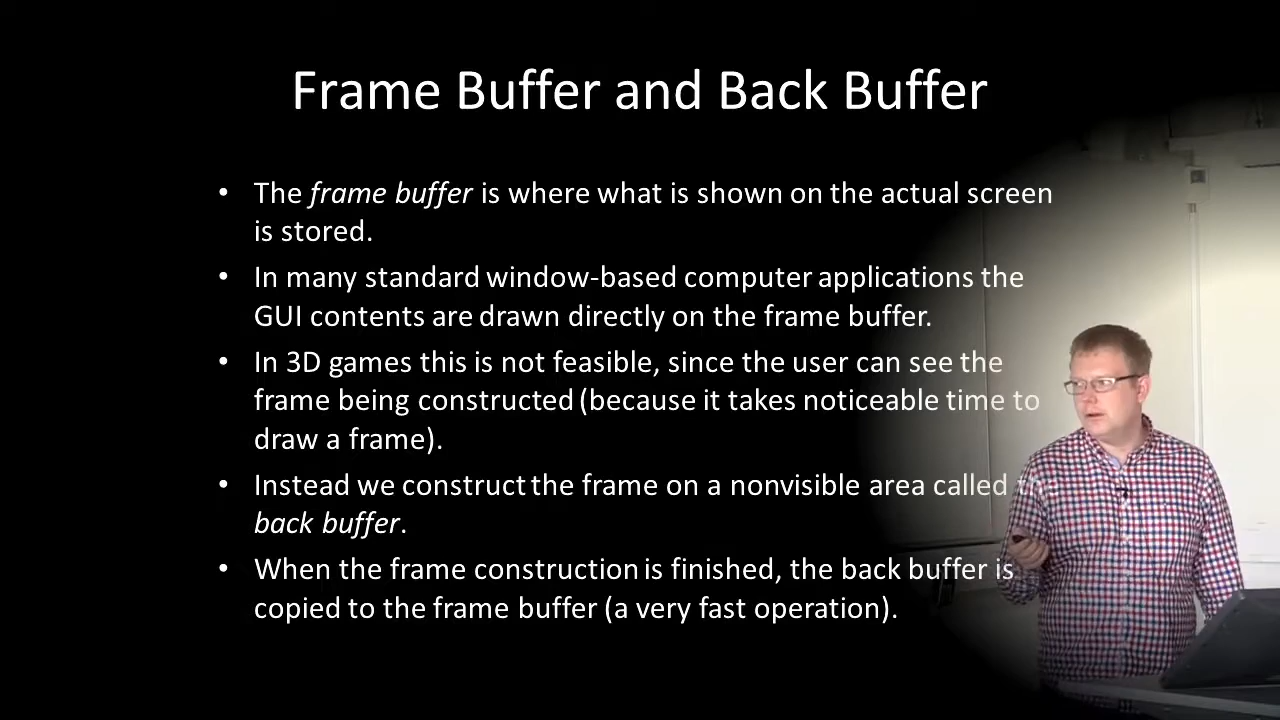 Frame Buffer and Back Buffer
• The frame buffer is where what is shown on the actual screen
is stored.
• In many standard window-based computer applications the
GUI contents are drawn directly on the frame buffer.
• In 3D games this is not feasible, since the user can see the
frame being constructed (because it takes noticeable time to
draw a frame).
• Instead we construct the frame on a nonvisible area called the
back buffer.
• When the frame construction is finished, the back buffer is
copied to the frame buffer (a very fast operation).